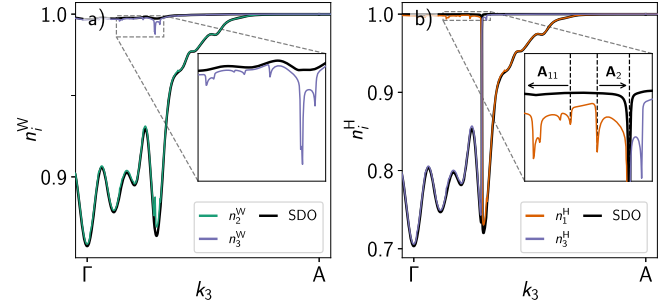 a)
1.0
0.9
n_i^W
n_2^W
n_3^W
SDO
Γ
A
k_3
b)
1.0
0.9
0.8
0.7
n_i^H
A_11
A_2
n_1^H
n_3^H
SDO
Γ
A
k_3